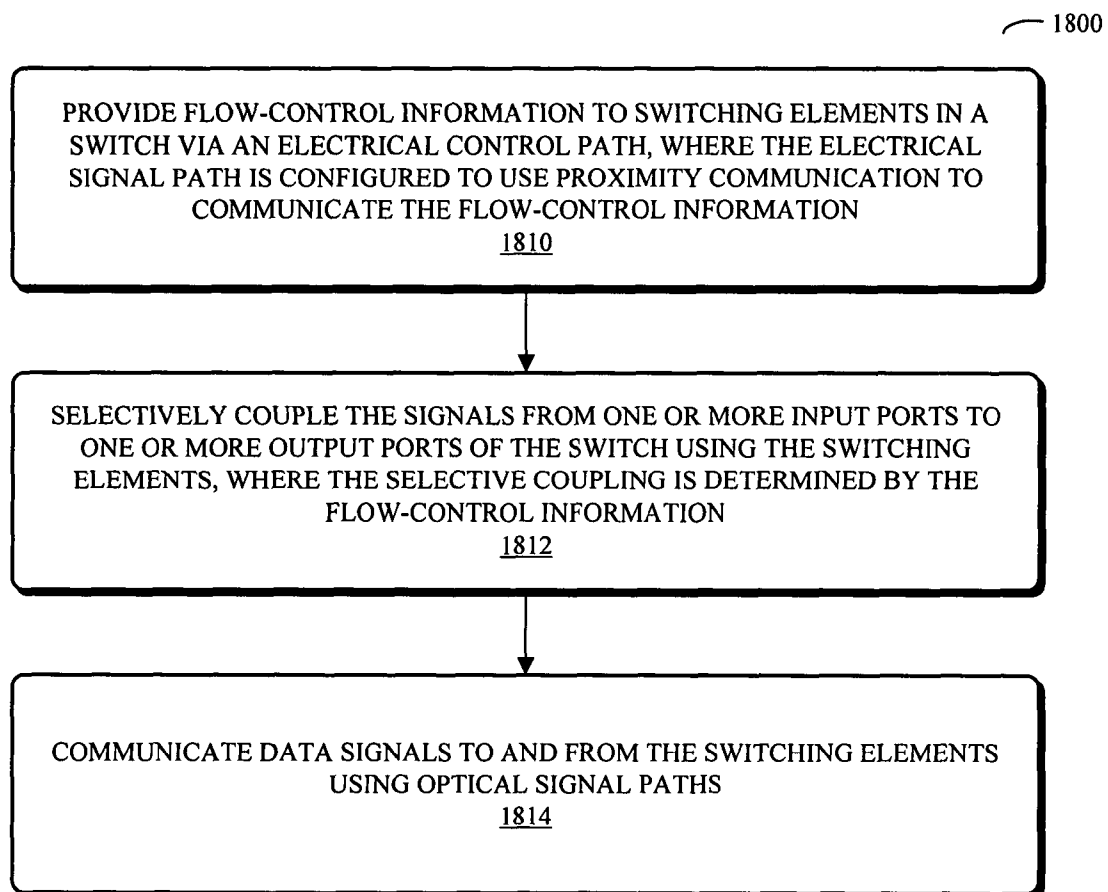 1800
PROVIDE FLOW-CONTROL INFORMATION TO SWITCHING ELEMENTS IN A
SWITCH VIA AN ELECTRICAL CONTROL PATH, WHERE THE ELECTRICAL
SIGNAL PATH IS CONFIGURED TO USE PROXIMITY COMMUNICATION TO
COMMUNICATE THE FLOW-CONTROL INFORMATION
1810
SELECTIVELY COUPLE THE SIGNALS FROM ONE OR MORE INPUT PORTS TO
ONE OR MORE OUTPUT PORTS OF THE SWITCH USING THE SWITCHING
ELEMENTS, WHERE THE SELECTIVE COUPLING IS DETERMINED BY THE
FLOW-CONTROL INFORMATION
1812
COMMUNICATE DATA SIGNALS TO AND FROM THE SWITCHING ELEMENTS
USING OPTICAL SIGNAL PATHS
1814